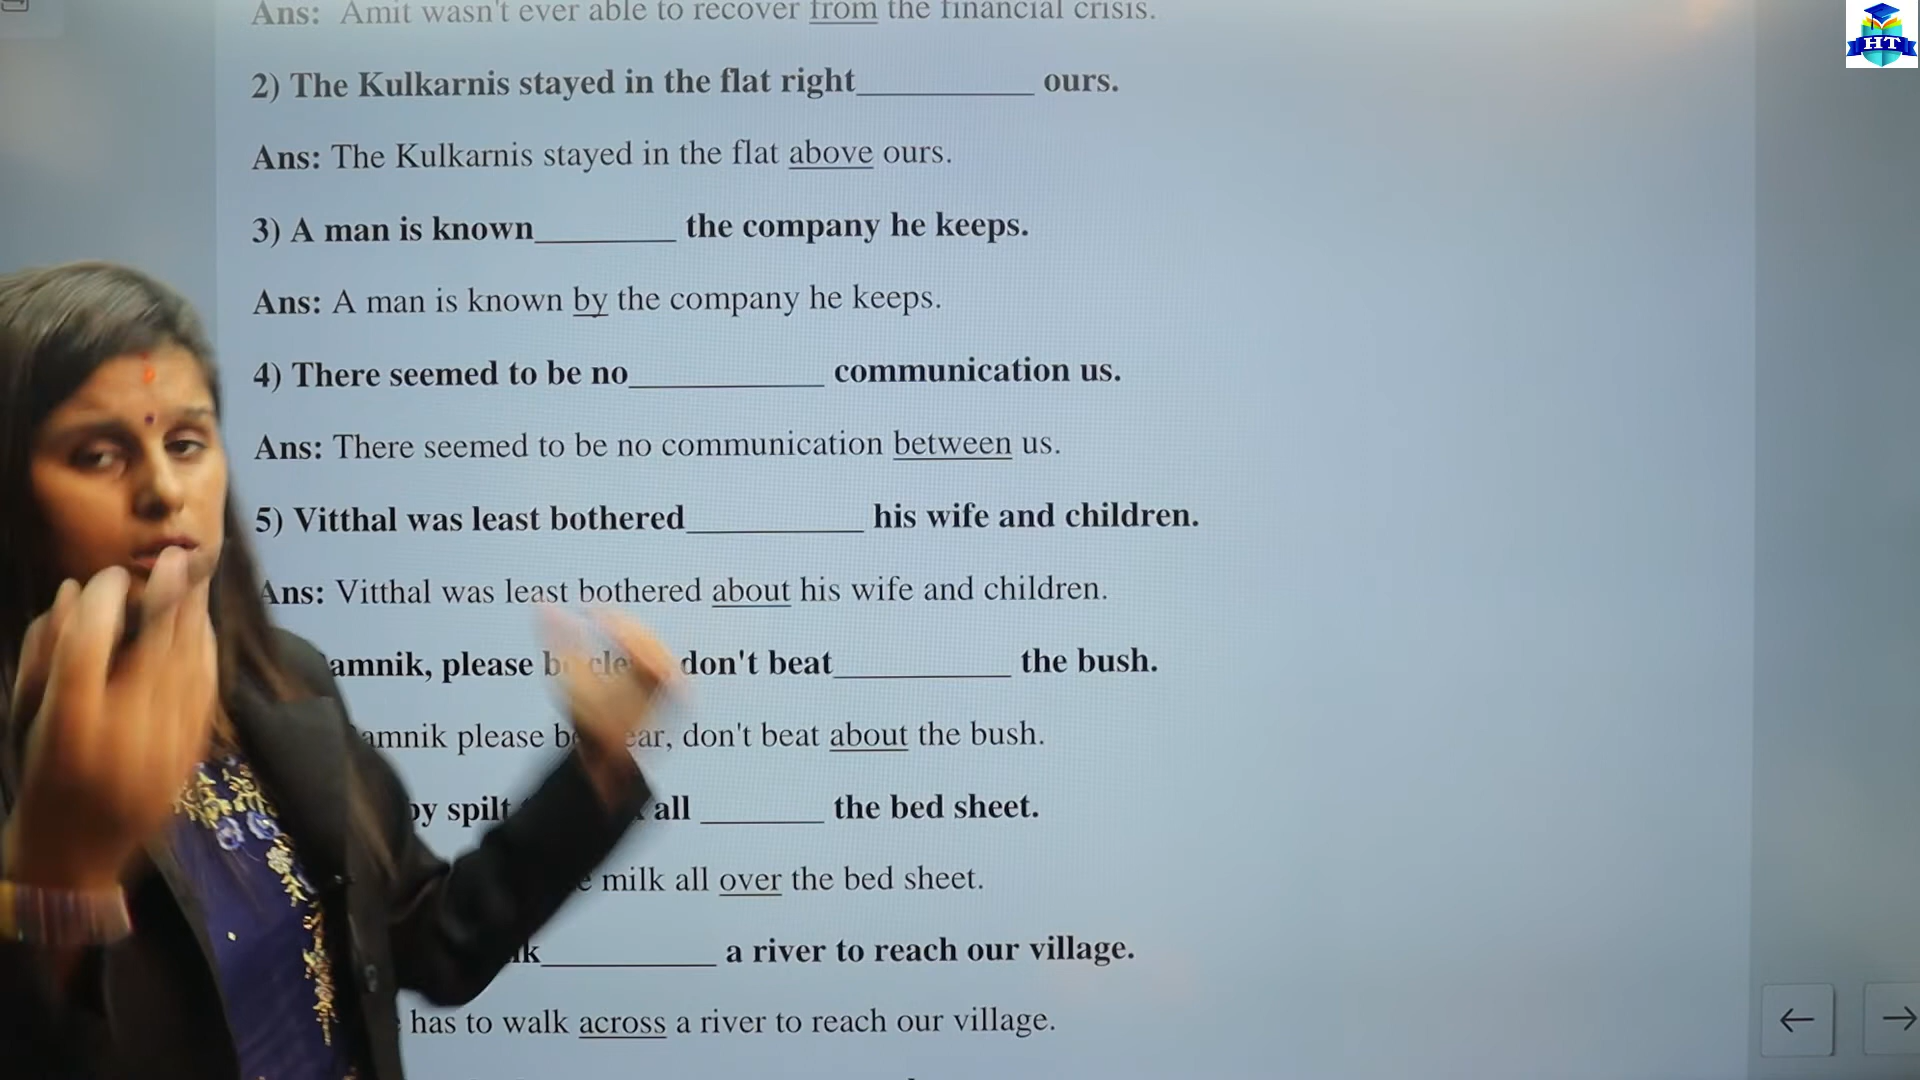 Ans: Amit wasn't ever able to recover from the financial crisis.
HT
2) The Kulkarnis stayed in the flat right__________ ours.
Ans: The Kulkarnis stayed in the flat above ours.
3) A man is known________ the company he keeps.
Ans: A man is known by the company he keeps.
4) There seemed to be no___________ communication us.
Ans: There seemed to be no communication between us.
5) Vitthal was least bothered__________ his wife and children.
Ans: Vitthal was least bothered about his wife and children.
amnik, please don't beat__________ the bush.
amnik please ear, don't beat about the bush.
by spilt all _______ the bed sheet.
milk all over the bed sheet.
k__________ a river to reach our village.
has to walk across a river to reach our village.